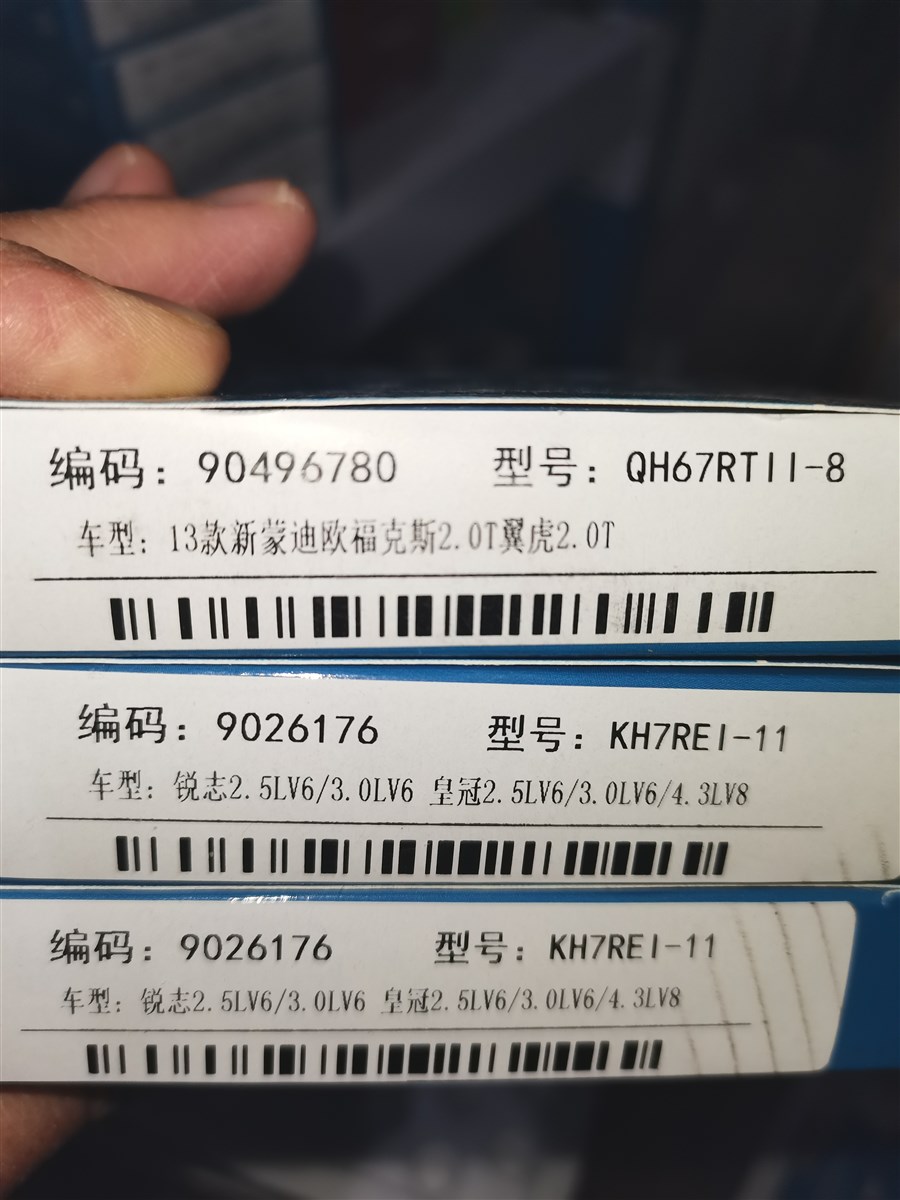 编码：90496780 型号：QH67RTII-8
车型：13款新蒙迪欧福克斯2.0T翼虎2.0T
编码：9026176 型号：KH7REI-11
车型：锐志2.5LV6/3.0LV6 皇冠2.5LV6/3.0LV6/4.3LV8
编码：9026176 型号：KH7REI-11
车型：锐志2.5LV6/3.0LV6 皇冠2.5LV6/3.0LV6/4.3LV8